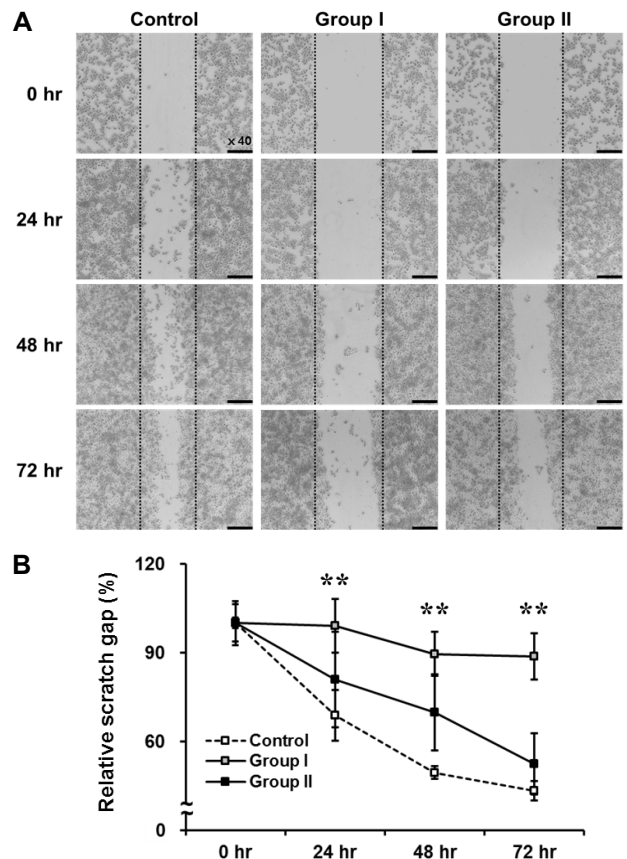 A
Control Group I Group II
0 hr
x 40
24 hr
48 hr
72 hr
B
120
** ** **
Relative scratch gap (%)
90
60
Control
Group I
Group II
0
0 hr 24 hr 48 hr 72 hr